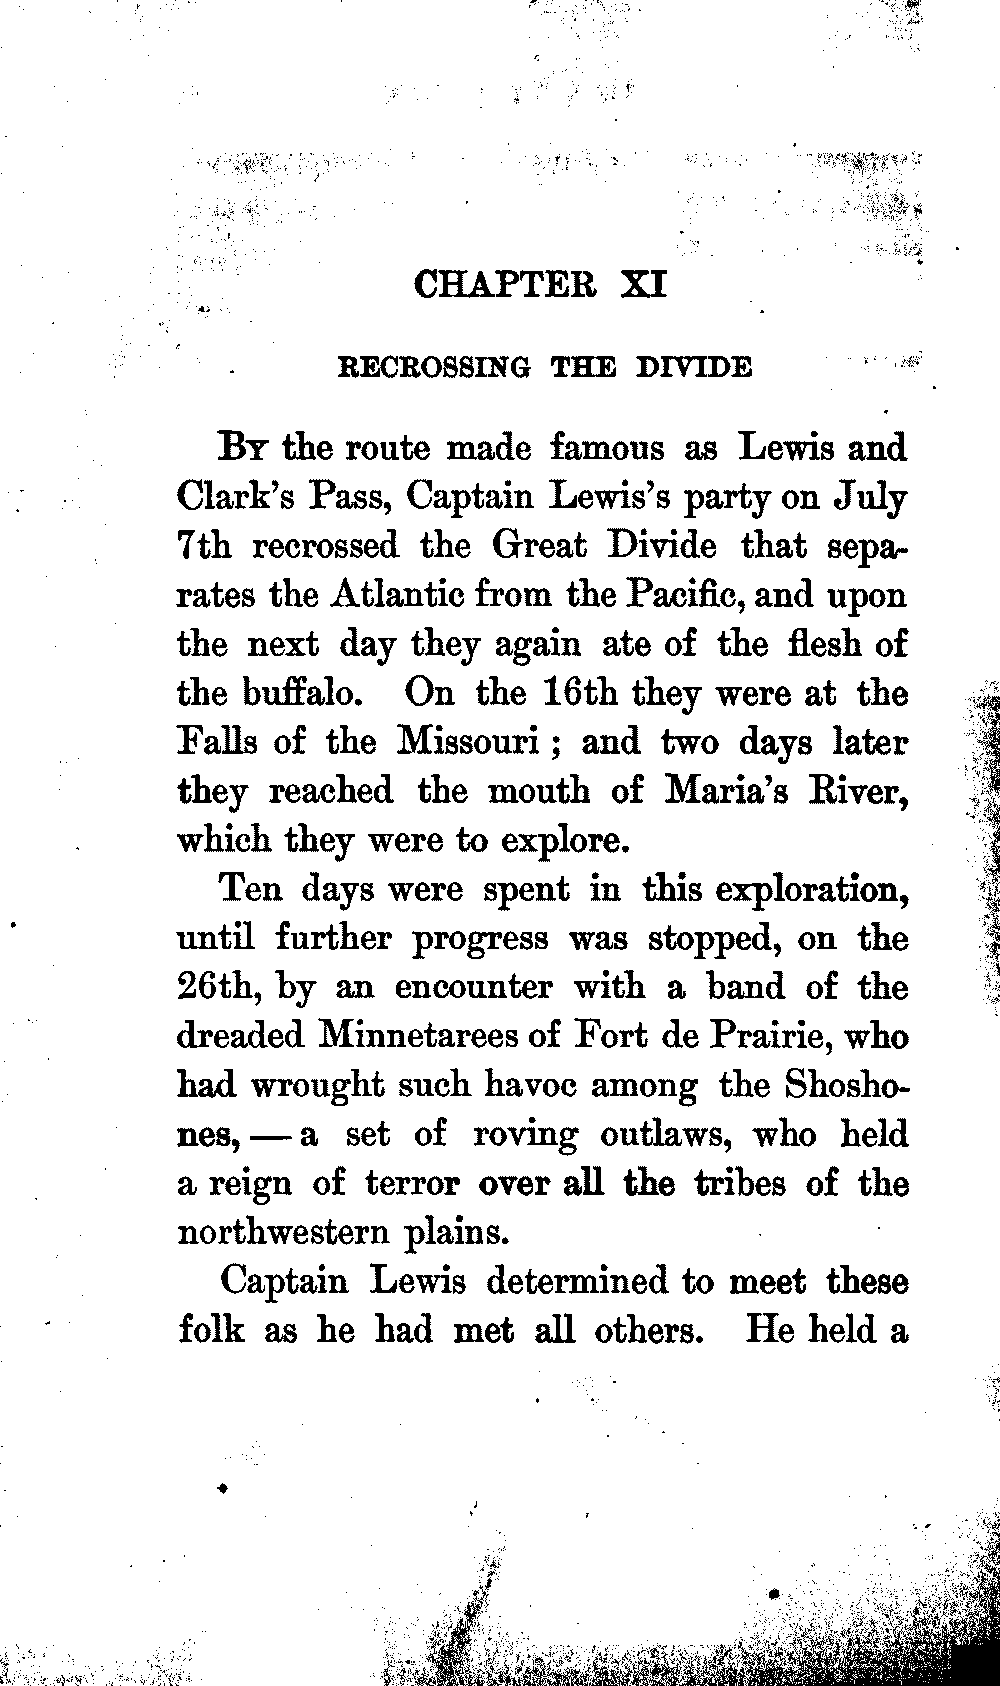 CHAPTER XI
RECROSSING THE DIVIDE
By the route made famous as Lewis and
Clark's Pass, Captain Lewis's party on July
7th recrossed the Great Divide that sepa-
rates the Atlantic from the Pacific, and upon
the next day they again ate of the flesh of
the buffalo. On the 16th they were at the
Falls of the Missouri; and two days later
they reached the mouth of Maria's River,
which they were to explore.
Ten days were spent in this exploration,
until further progress was stopped, on the
26th, by an encounter with a band of the
dreaded Minnetarees of Fort de Prairie, who
had wrought such havoc among the Shosho-
nes, — a set of roving outlaws, who held
a reign of terror over all the tribes of the
northwestern plains.
Captain Lewis determined to meet these
folk as he had met all others. He held a